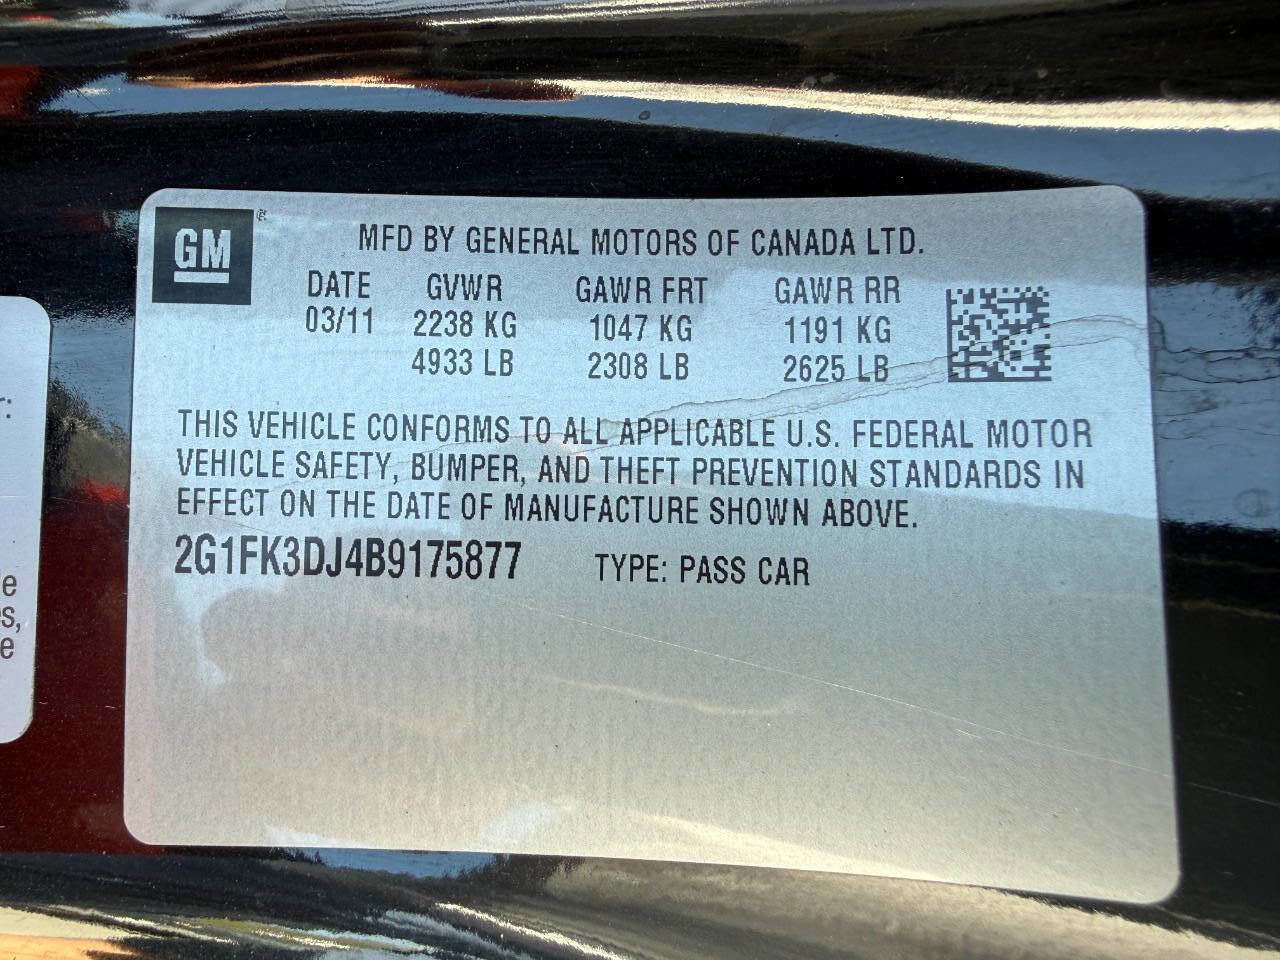 GM
MFD BY GENERAL MOTORS OF CANADA LTD.
DATE GVWR GAWR FRT GAWR RR
03/11 2238 KG 1047 KG 1191 KG
4933 LB 2308 LB 2625 LB
THIS VEHICLE CONFORMS TO ALL APPLICABLE U.S. FEDERAL MOTOR
VEHICLE SAFETY, BUMPER, AND THEFT PREVENTION STANDARDS IN
EFFECT ON THE DATE OF MANUFACTURE SHOWN ABOVE.
2G1FK3DJ4B9175877 TYPE: PASS CAR